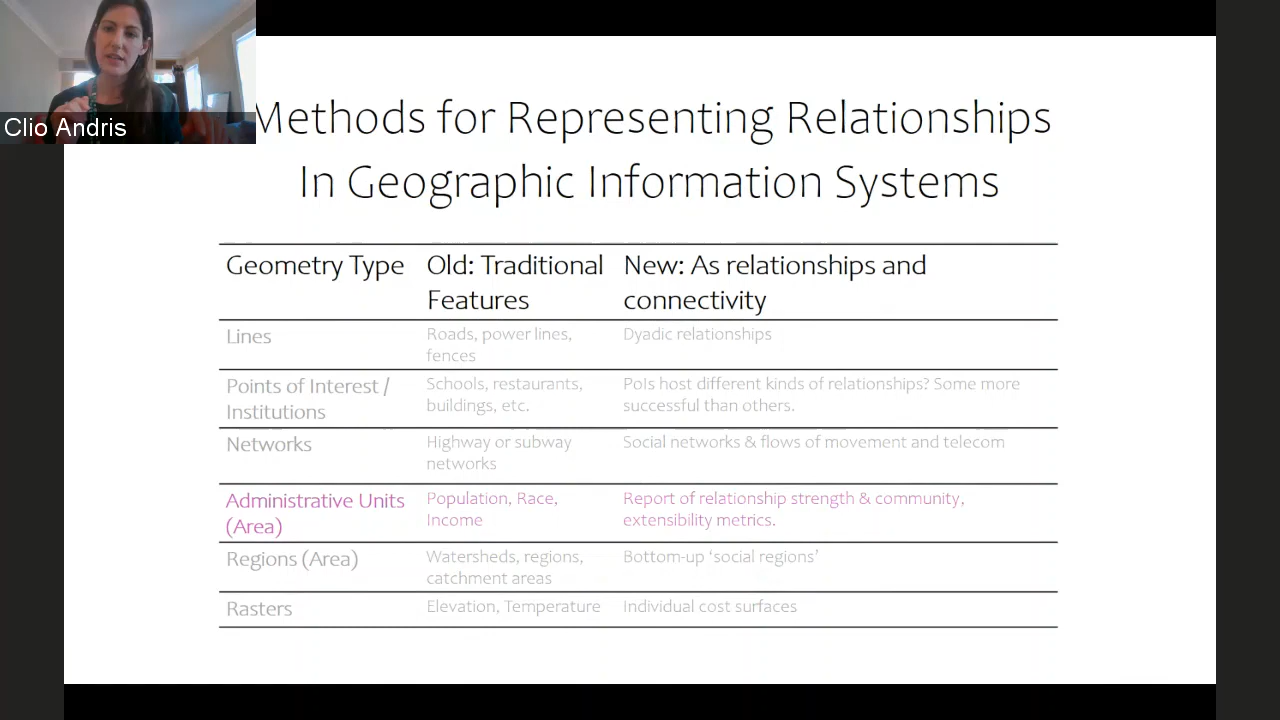 Clio Andris
Methods for Representing Relationships
In Geographic Information Systems
Geometry Type
Old: Traditional
Features
New: As relationships and
connectivity
Lines
Roads, power lines,
fences
Dyadic relationships
Points of Interest /
Institutions
Schools, restaurants,
buildings, etc.
PoIs host different kinds of relationships? Some more
successful than others.
Networks
Highway or subway
networks
Social networks & flows of movement and telecom
Administrative Units
(Area)
Population, Race,
Income
Report of relationship strength & community,
extensibility metrics.
Regions (Area)
Watersheds, regions,
catchment areas
Bottom-up ‘social regions’
Rasters
Elevation, Temperature
Individual cost surfaces